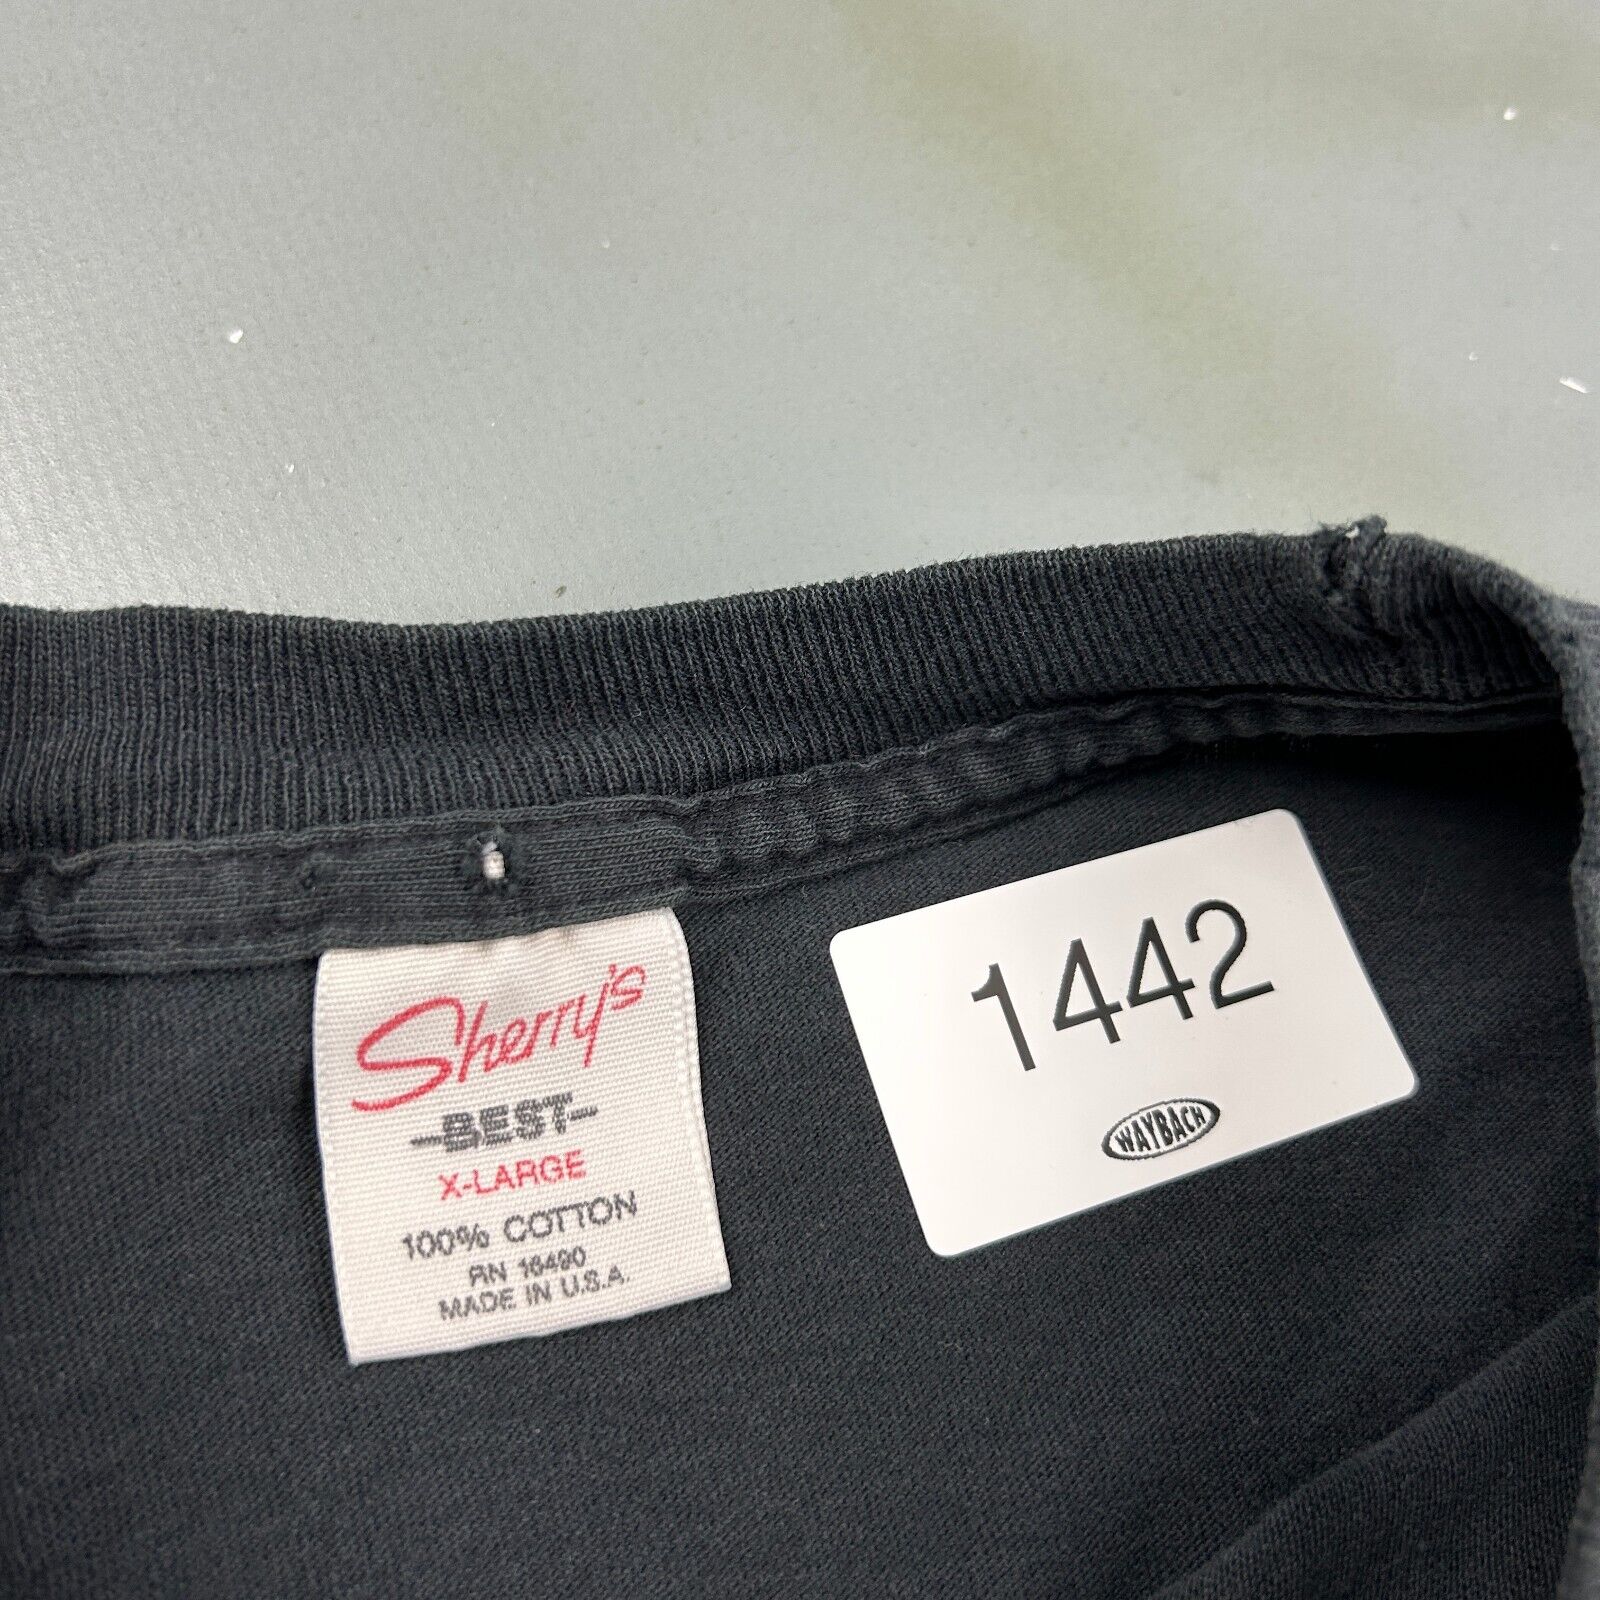 Sherry's
BEST
X-LARGE
100% COTTON
RN 16490
MADE IN U.S.A.
1442
WAYBACH